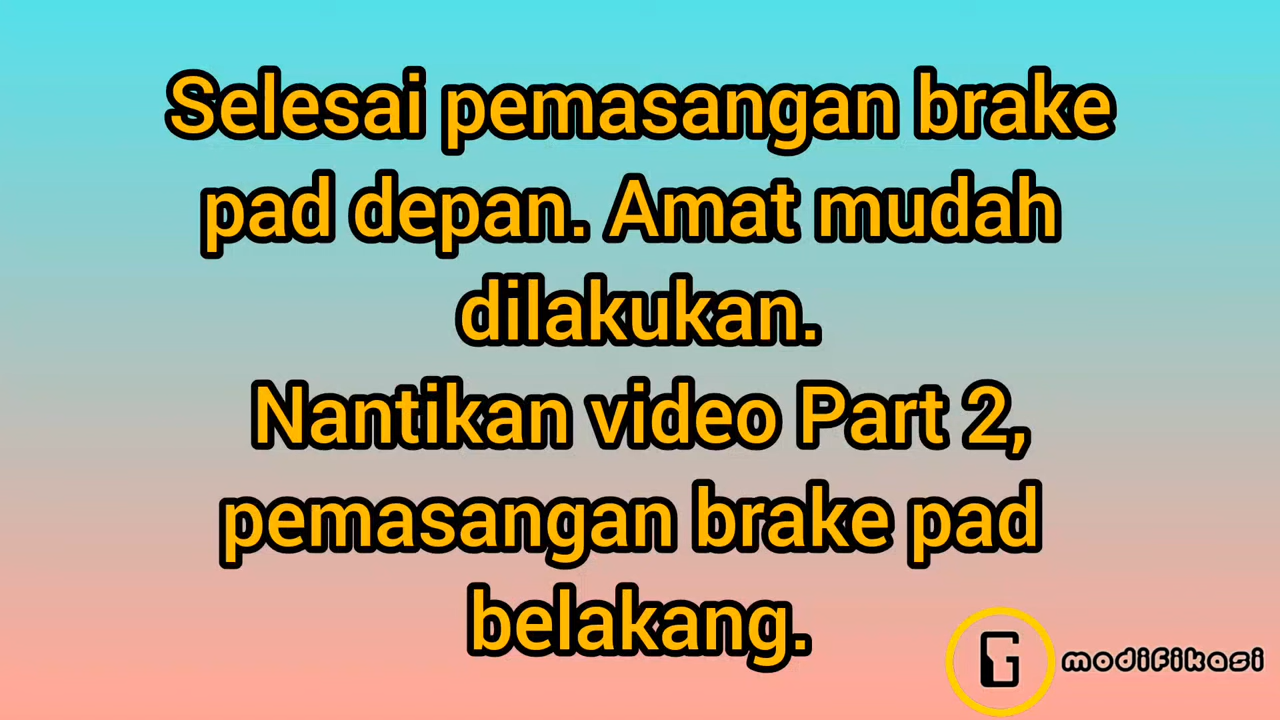 Selesai pemasangan brake
pad depan. Amat mudah
dilakukan.
Nantikan video Part 2,
pemasangan brake pad
belakang.
G modifikasi